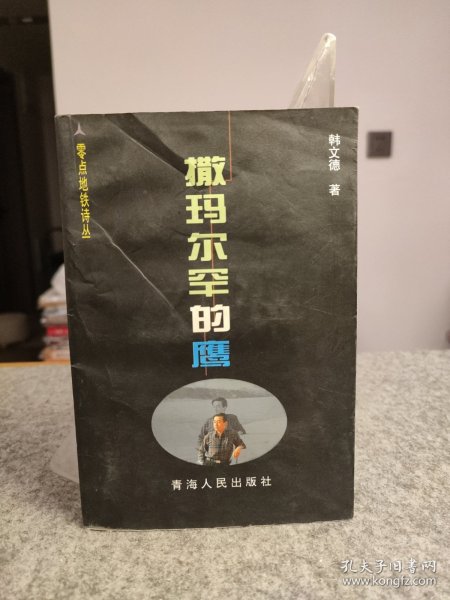 零点地铁诗丛
撒玛尔罕的鹰
韩文德 著
青海人民出版社
孔夫子旧书网
www.kongfz.com